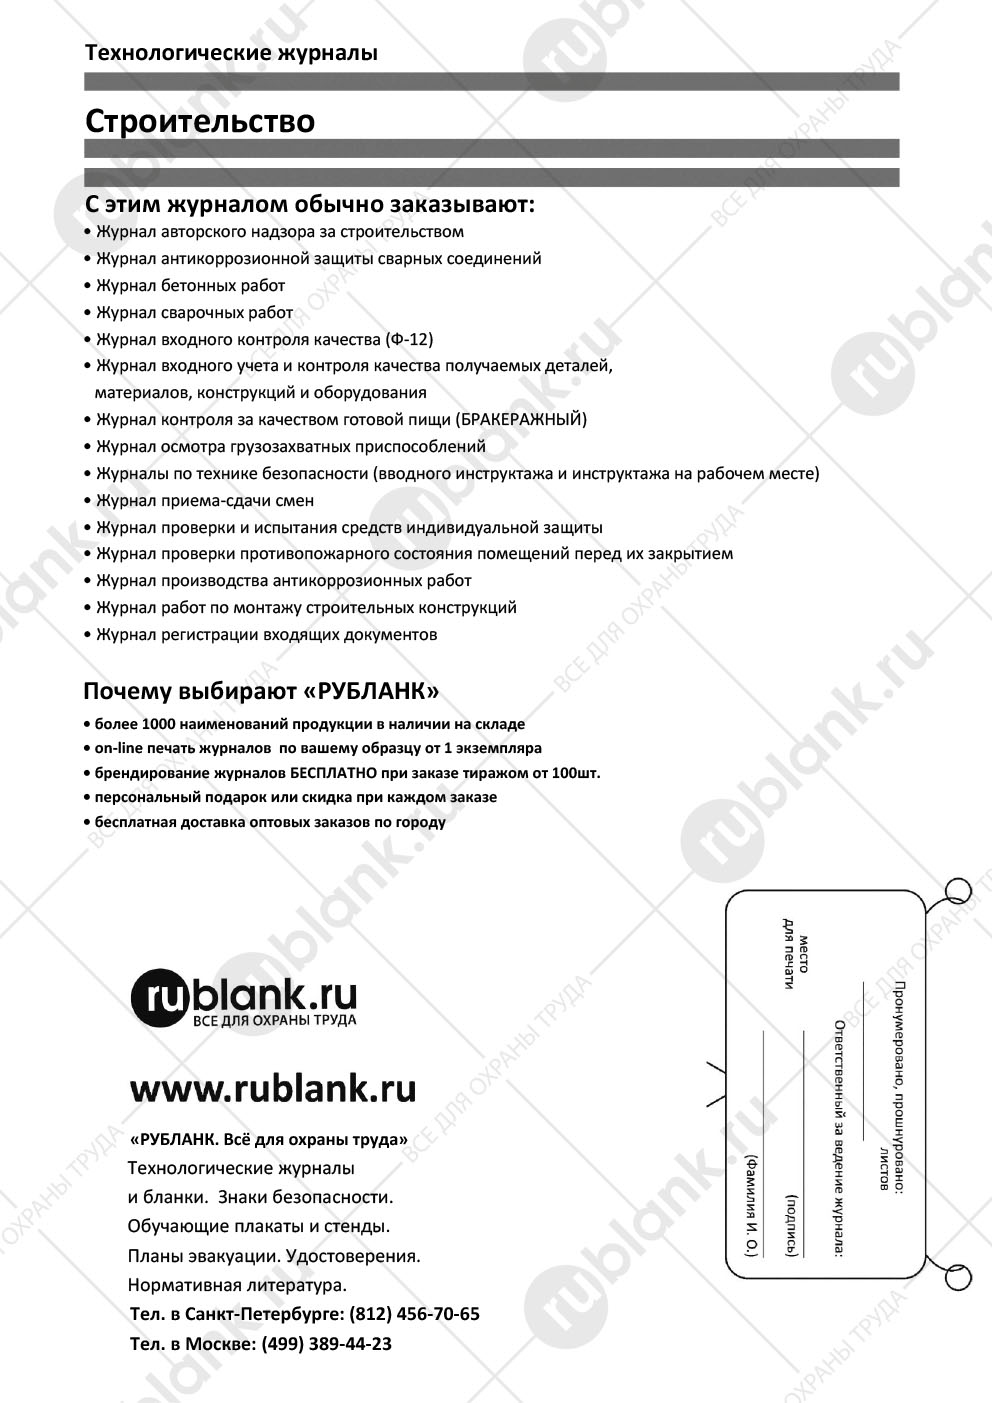 Технологические журналы
Строительство
С этим журналом обычно заказывают:
• Журнал авторского надзора за строительством
• Журнал антикоррозионной защиты сварных соединений
• Журнал бетонных работ
• Журнал сварочных работ
• Журнал входного контроля качества (Ф-12)
• Журнал входного учета и контроля качества получаемых деталей,
материалов, конструкций и оборудования
• Журнал контроля за качеством готовой пищи (БРАКЕРАЖНЫЙ)
• Журнал осмотра грузозахватных приспособлений
• Журналы по технике безопасности (вводного инструктажа и инструктажа на рабочем месте)
• Журнал приема-сдачи смен
• Журнал проверки и испытания средств индивидуальной защиты
• Журнал проверки противопожарного состояния помещений перед их закрытием
• Журнал производства антикоррозионных работ
• Журнал работ по монтажу строительных конструкций
• Журнал регистрации входящих документов
Почему выбирают «РУБЛАНК»
• более 1000 наименований продукции в наличии на складе
• on-line печать журналов по вашему образцу от 1 экземпляра
• брендирование журналов БЕСПЛАТНО при заказе тиражом от 100шт.
• персональный подарок или скидка при каждом заказе
• бесплатная доставка оптовых заказов по городу
rublank.ru
ВСЕ ДЛЯ ОХРАНЫ ТРУДА
www.rublank.ru
«РУБЛАНК. Всё для охраны труда»
Технологические журналы
и бланки. Знаки безопасности.
Обучающие плакаты и стенды.
Планы эвакуации. Удостоверения.
Нормативная литература.
Тел. в Санкт-Петербурге: (812) 456-70-65
Тел. в Москве: (499) 389-44-23
Пронумеровано, прошнуровано:
листов
Ответственный за ведение журнала:
место
для печати
(подпись)
(Фамилия И. О.)